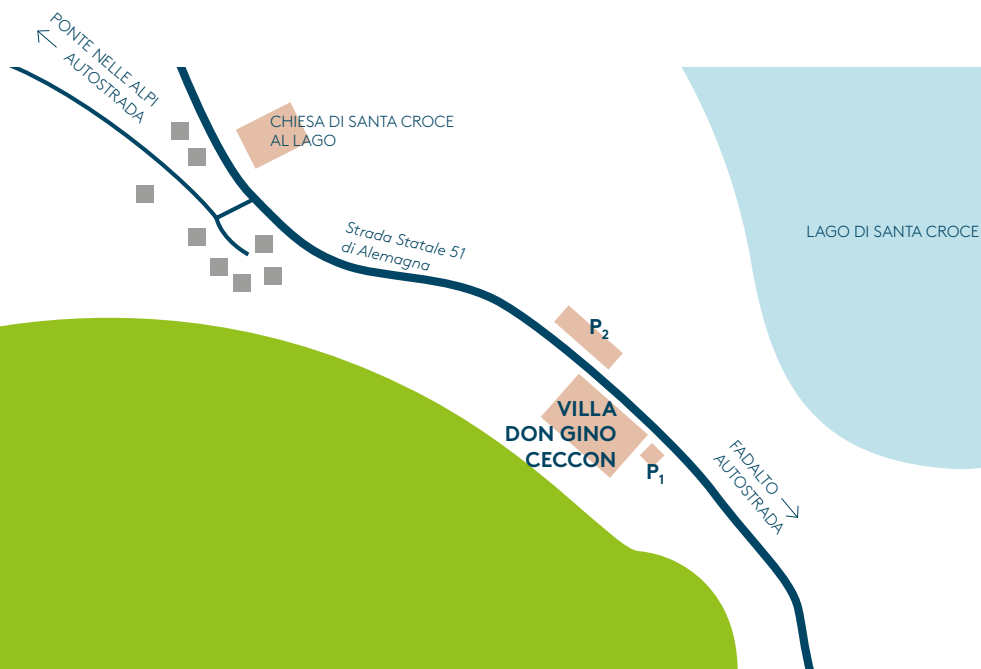 PONTE NELLE ALPI
AUTOSTRADA
CHIESA DI SANTA CROCE
AL LAGO
Strada Statale 51
di Alemagna
LAGO DI SANTA CROCE
P2
VILLA
DON GINO
CECCON
P1
FADALTO
AUTOSTRADA